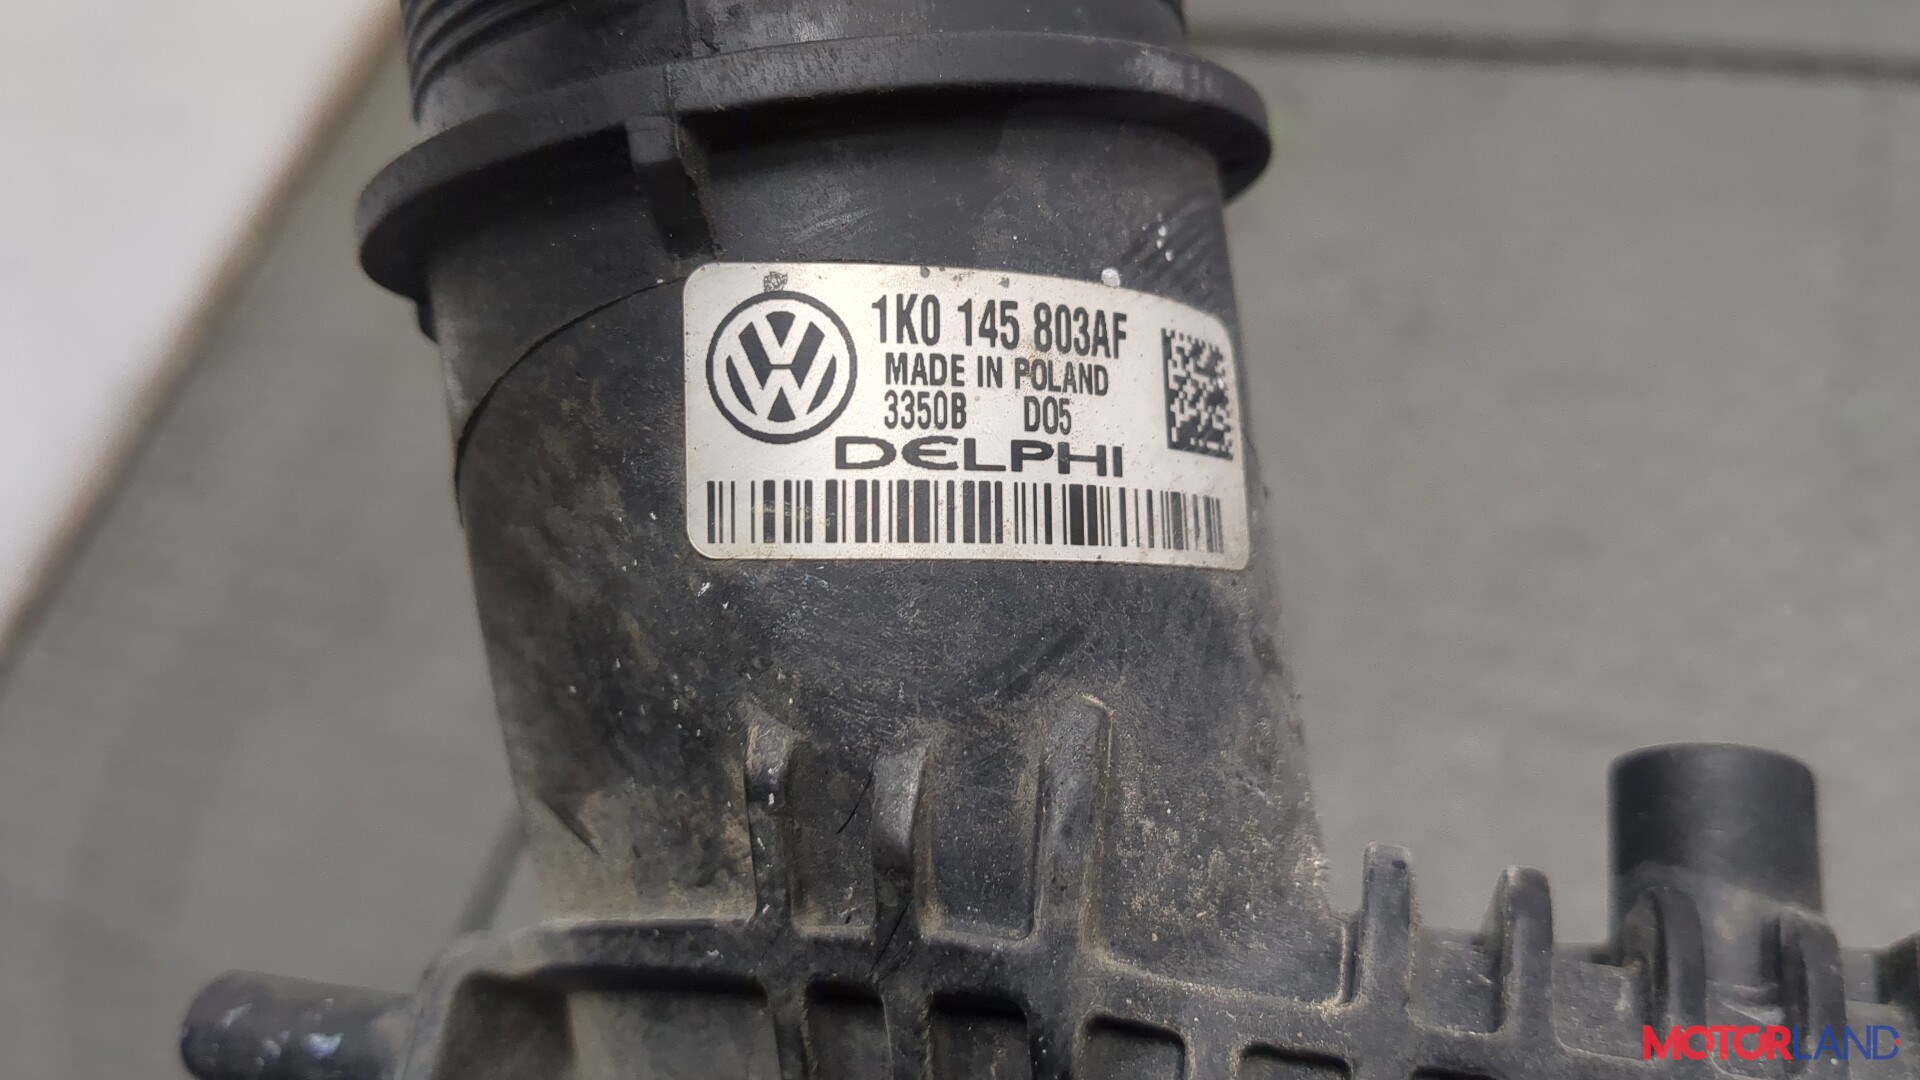 1K0 145 803AF
MADE IN POLAND
3350B D05
DELPHI
MOTORLAND